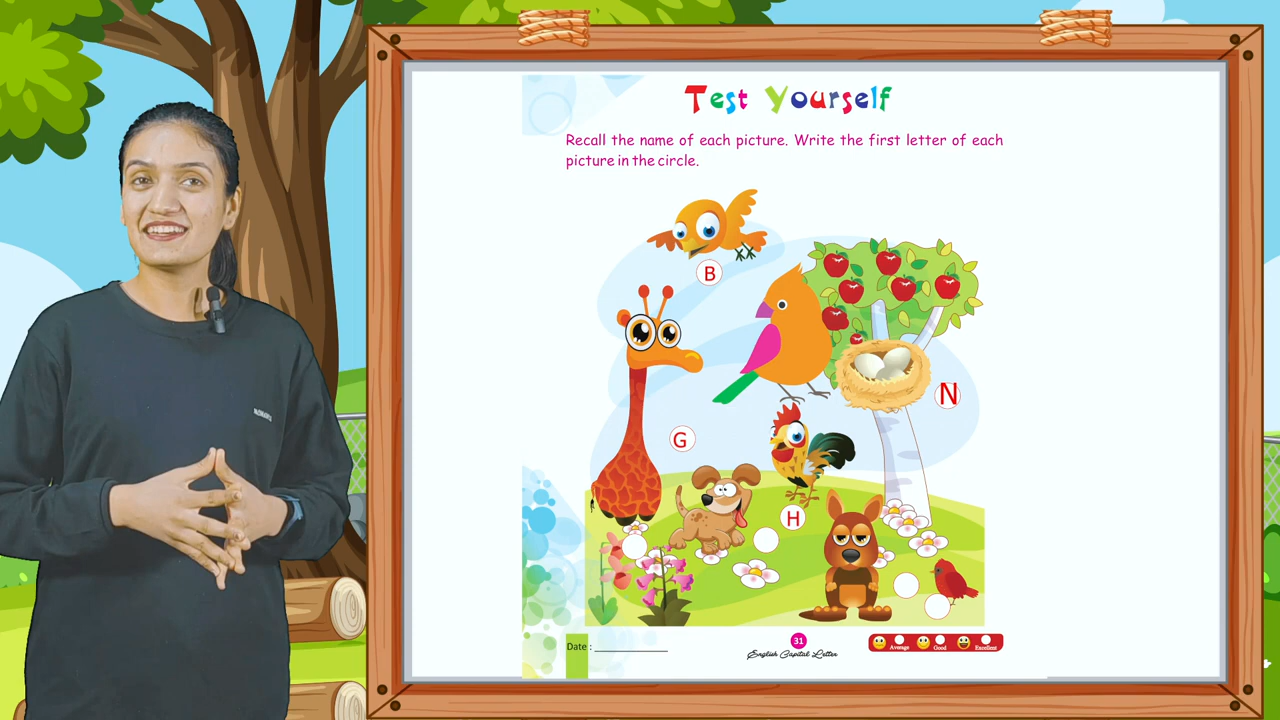 Test Yourself
Recall the name of each picture. Write the first letter of each
picture in the circle.
B
N
G
H
Date :
31
English Capital Letter
Average
Good
Excellent